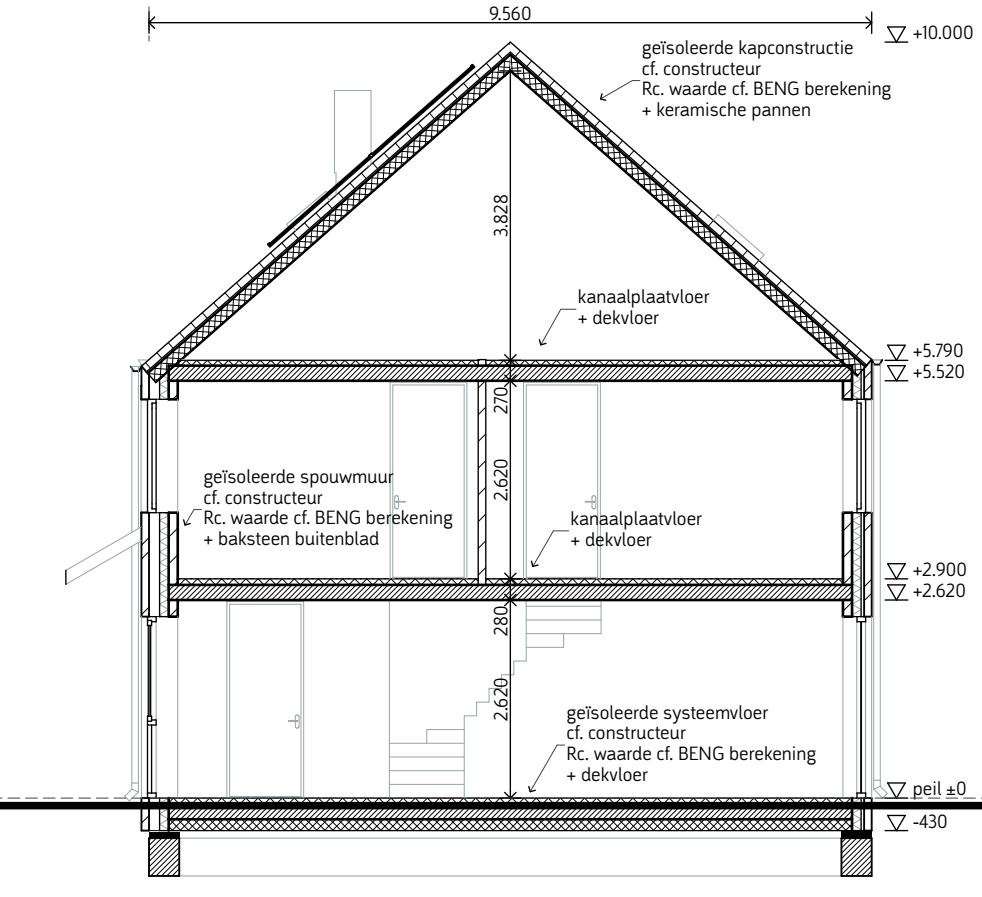 9.560
+10.000
geïsoleerde kapconstructie
cf. constructeur
Rc. waarde cf. BENG berekening
+ keramische pannen
3.828
kanaalplaatvloer
+ dekvloer
+5.790
+5.520
270
geïsoleerde spouwmuur
cf. constructeur
Rc. waarde cf. BENG berekening
+ baksteen buitenblad
2.620
kanaalplaatvloer
+ dekvloer
+2.900
+2.620
280
2.620
geïsoleerde systeemvloer
cf. constructeur
Rc. waarde cf. BENG berekening
+ dekvloer
peil ±0
-430